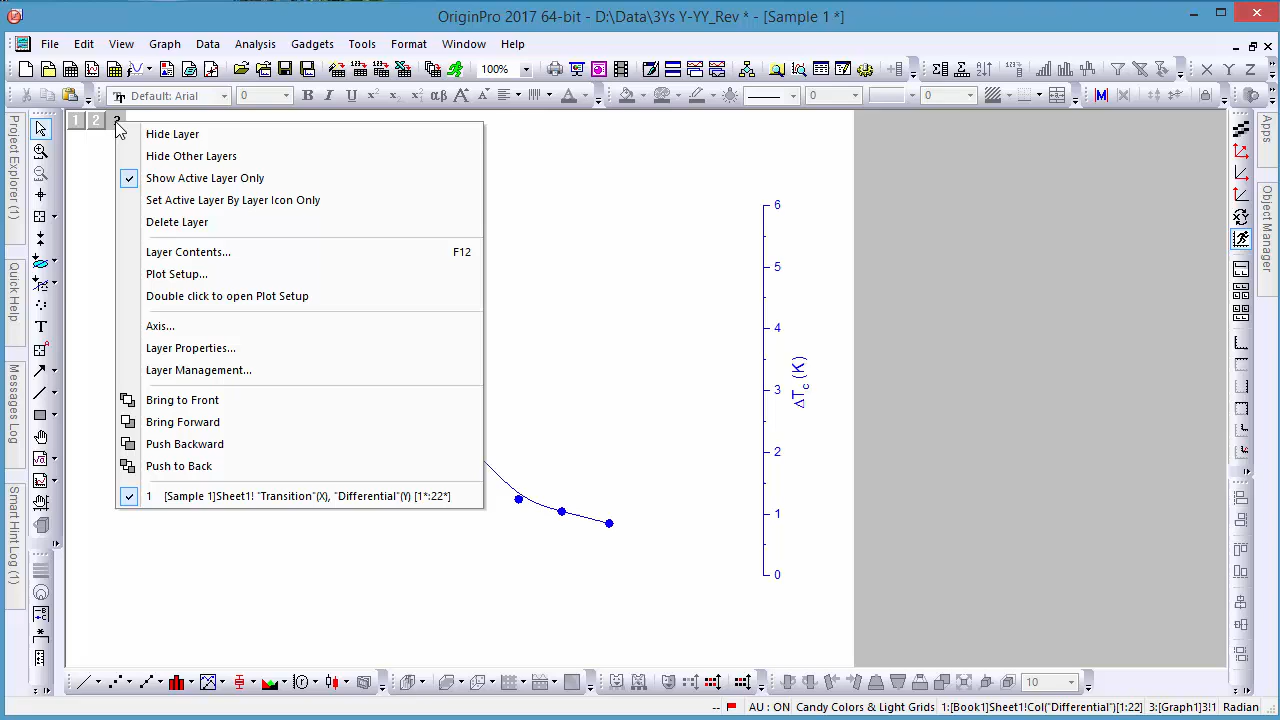 OriginPro 2017 64-bit - D:\Data\3Ys Y-YY_Rev * - [Sample 1 *]
File Edit View Graph Data Analysis Gadgets Tools Format Window Help
100%
Default: Arial 0 B I U αβ A A 0 0
1 2 3
Project Explorer (1)
Quick Help
Messages Log
Smart Hint Log (1)
Hide Layer
Hide Other Layers
Show Active Layer Only
Set Active Layer By Layer Icon Only
Delete Layer
Layer Contents... F12
Plot Setup...
Double click to open Plot Setup
Axis...
Layer Properties...
Layer Management...
Bring to Front
Bring Forward
Push Backward
Push to Back
1 [Sample 1]Sheet1! "Transition"(X), "Differential"(Y) [1*:22*]
6
5
4
3
2
1
0
ΔTc (K)
Apps
Object Manager
10
-- AU : ON Candy Colors & Light Grids 1:[Book1]Sheet1!Col("Differential")[1:22] 3:[Graph1]3!1 Radian